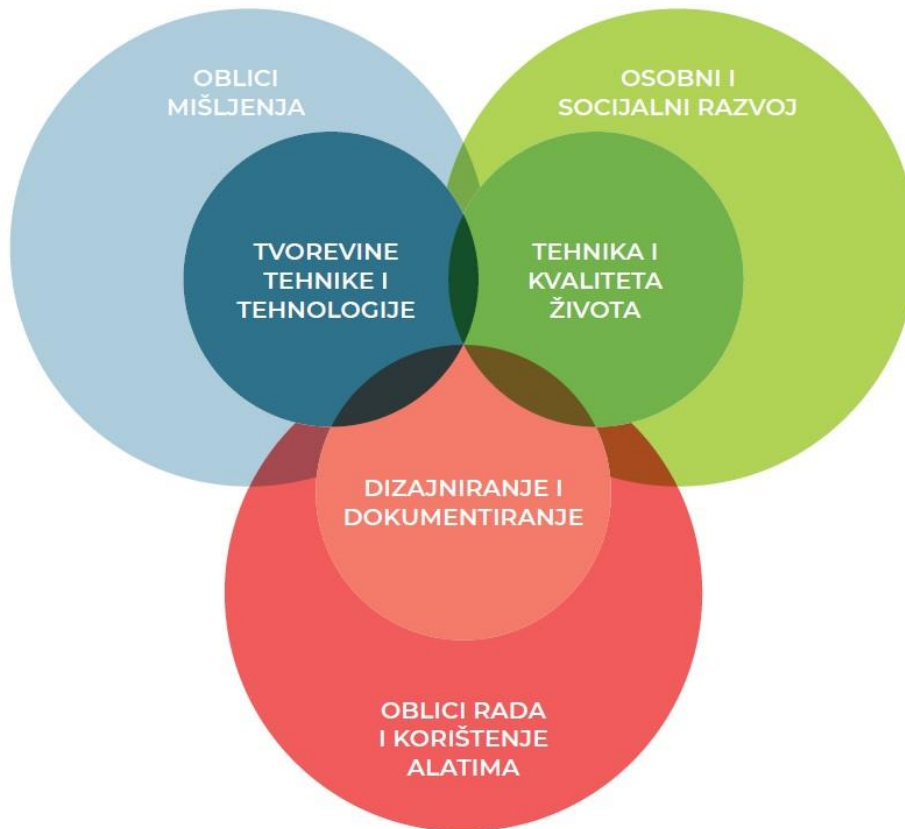 OBLICI
MIŠLJENJA
OSOBNI I
SOCIJALNI RAZVOJ
TVOREVINE
TEHNIKE I
TEHNOLOGIJE
TEHNIKA I
KVALITETA
ŽIVOTA
DIZAJNIRANJE I
DOKUMENTIRANJE
OBLICI RADA
I KORIŠTENJE
ALATIMA